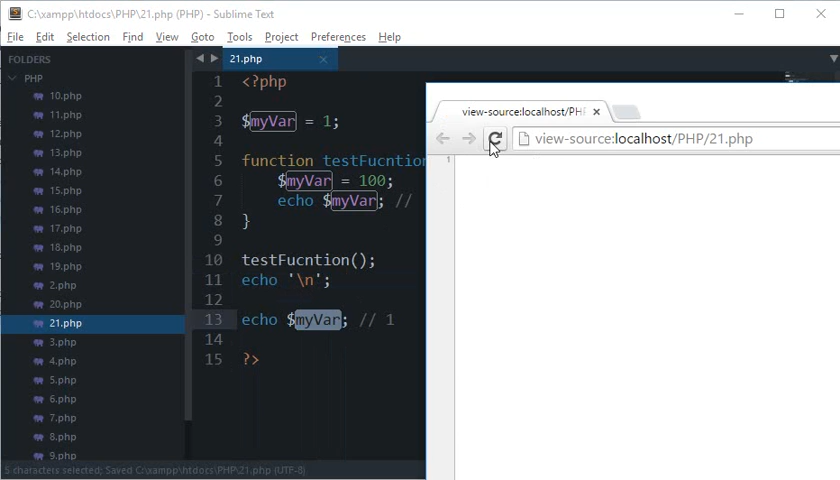 C:\xampp\htdocs\PHP\21.php (PHP) - Sublime Text
File Edit Selection Find View Goto Tools Project Preferences Help
FOLDERS
PHP
10.php
11.php
12.php
13.php
14.php
15.php
16.php
17.php
18.php
19.php
2.php
20.php
21.php
3.php
4.php
5.php
6.php
7.php
8.php
9.php
21.php
1 <?php
2
3 $myVar = 1;
4
5 function testFucntion
6 $myVar = 100;
7 echo $myVar; //
8 }
9
10 testFucntion();
11 echo '\n';
12
13 echo $myVar; // 1
14
15 ?>
view-source:localhost/PHP
view-source:localhost/PHP/21.php
1
5 characters selected; Saved C:\xampp\htdocs\PHP\21.php (UTF-8)